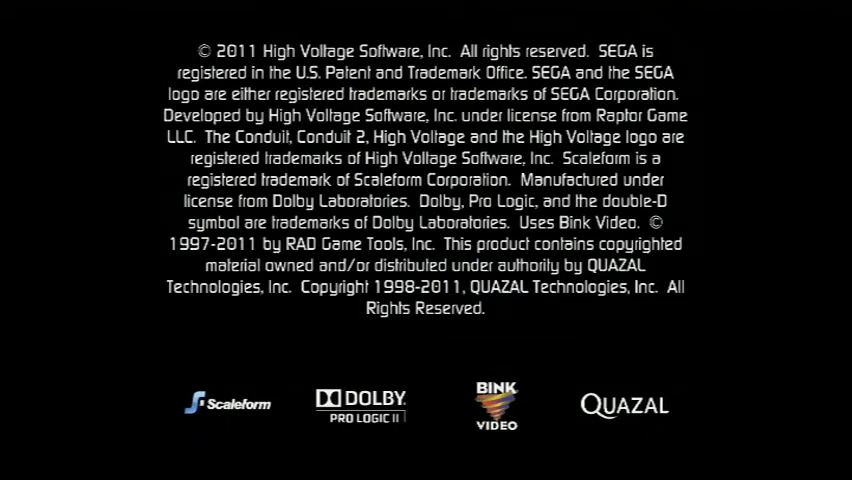 © 2011 High Voltage Software, Inc. All rights reserved. SEGA is
registered in the U.S. Patent and Trademark Office. SEGA and the SEGA
logo are either registered trademarks or trademarks of SEGA Corporation.
Developed by High Voltage Software, Inc. under license from Raptor Game
LLC. The Conduit, Conduit 2, High Voltage and the High Voltage logo are
registered trademarks of High Voltage Software, Inc. Scaleform is a
registered trademark of Scaleform Corporation. Manufactured under
license from Dolby Laboratories. Dolby, Pro Logic, and the double-D
symbol are trademarks of Dolby Laboratories. Uses Bink Video. ©
1997-2011 by RAD Game Tools, Inc. This product contains copyrighted
material owned and/or distributed under authority by QUAZAL
Technologies, Inc. Copyright 1998-2011, QUAZAL Technologies, Inc. All
Rights Reserved.
Scaleform
DOLBY
PRO LOGIC II
BINK
VIDEO
QUAZAL